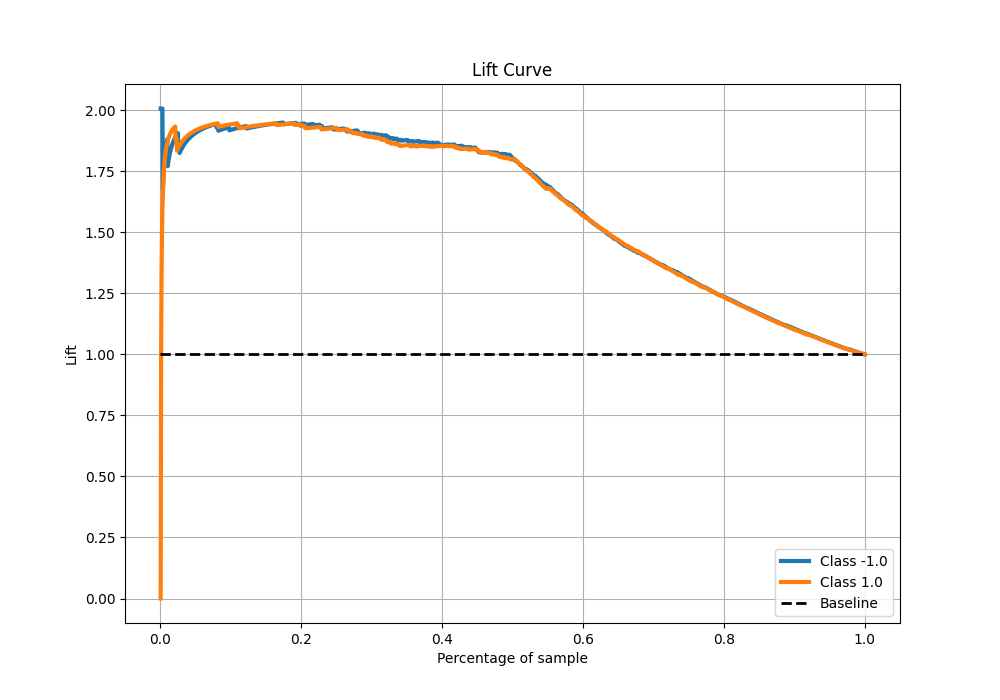 Lift Curve
Lift
2.00
1.75
1.50
1.25
1.00
0.75
0.50
0.25
0.00
0.0 0.2 0.4 0.6 0.8 1.0
Percentage of sample
Class -1.0
Class 1.0
Baseline